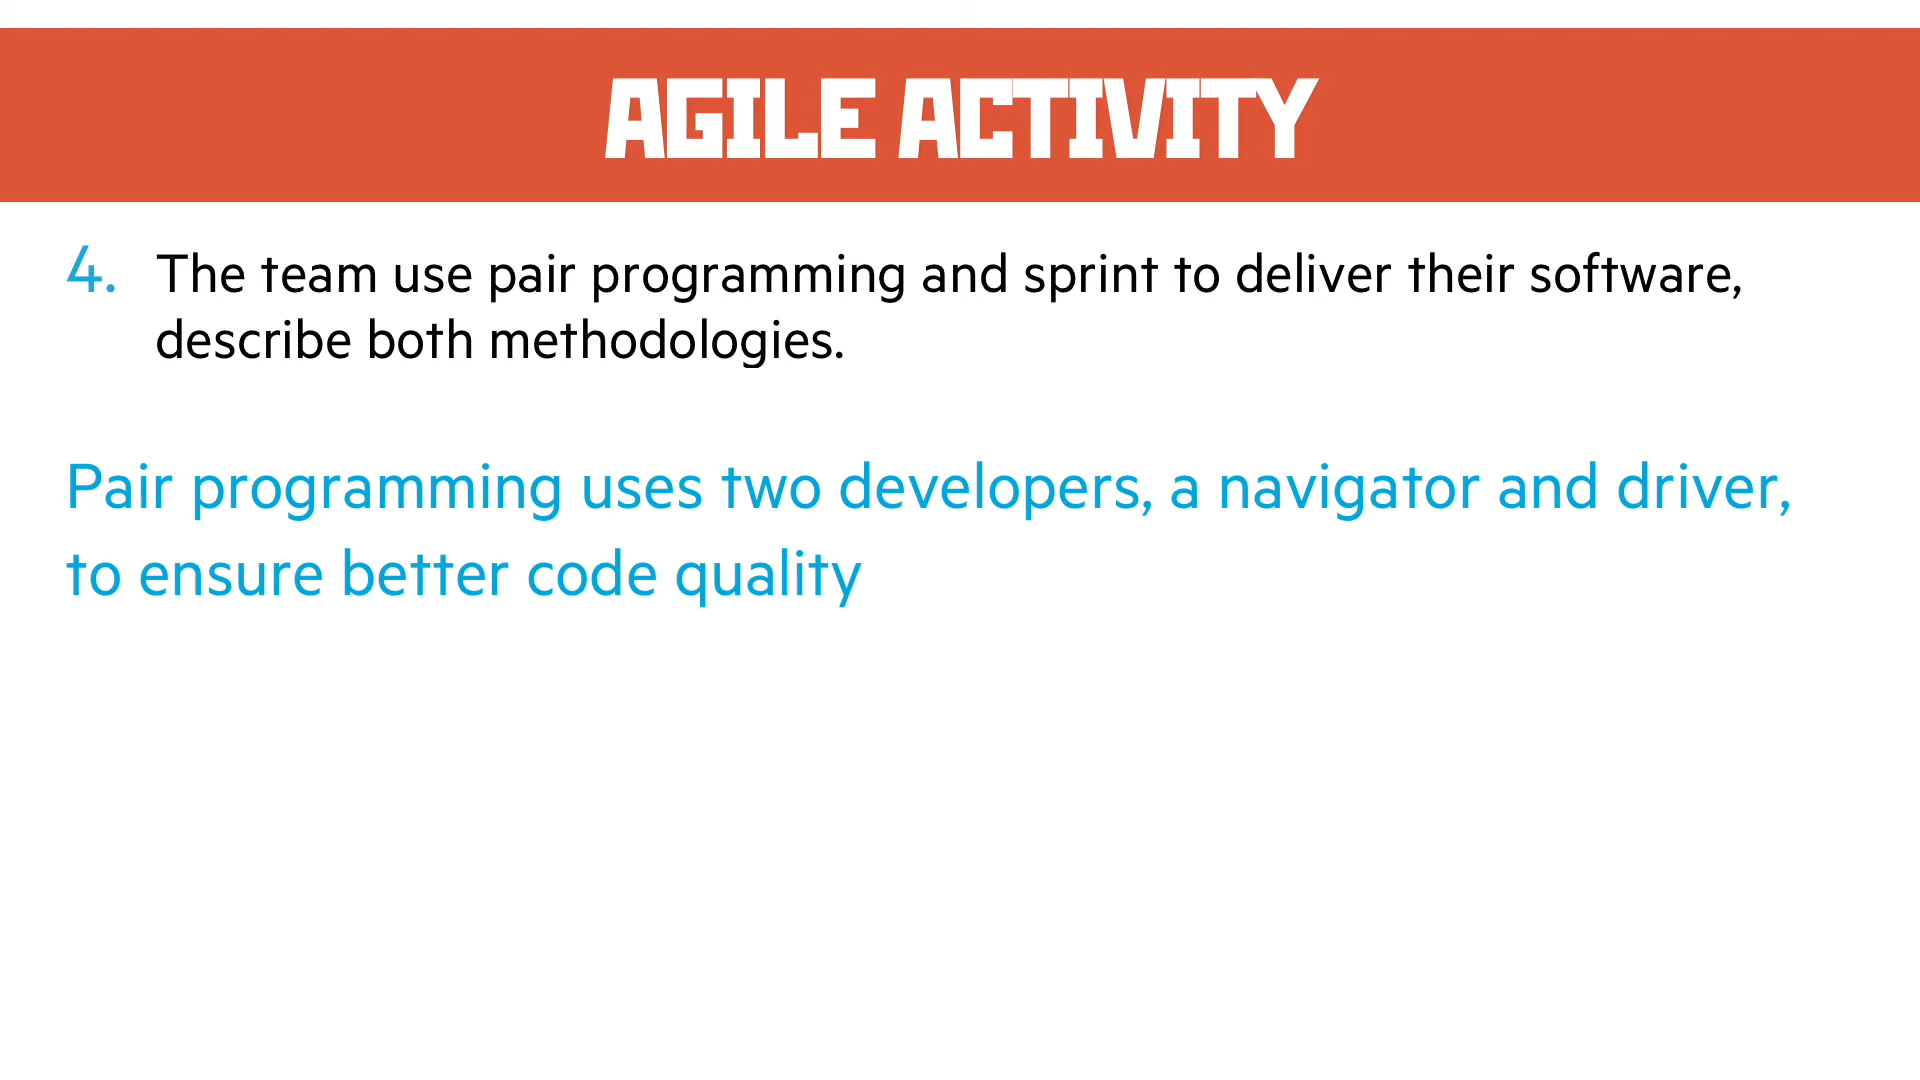 AGILE ACTIVITY
4. The team use pair programming and sprint to deliver their software,
describe both methodologies.
Pair programming uses two developers, a navigator and driver,
to ensure better code quality